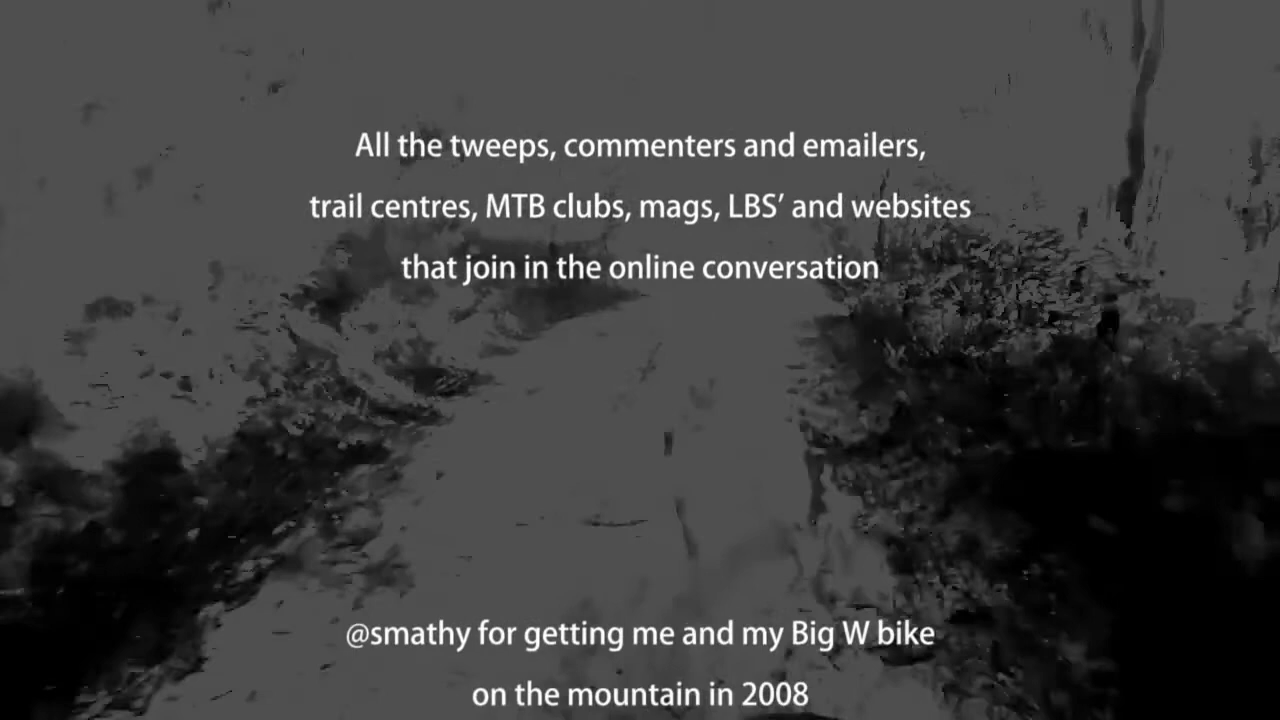 All the tweeps, commenters and emailers,
trail centres, MTB clubs, mags, LBS’ and websites
that join in the online conversation
@smathy for getting me and my Big W bike
on the mountain in 2008